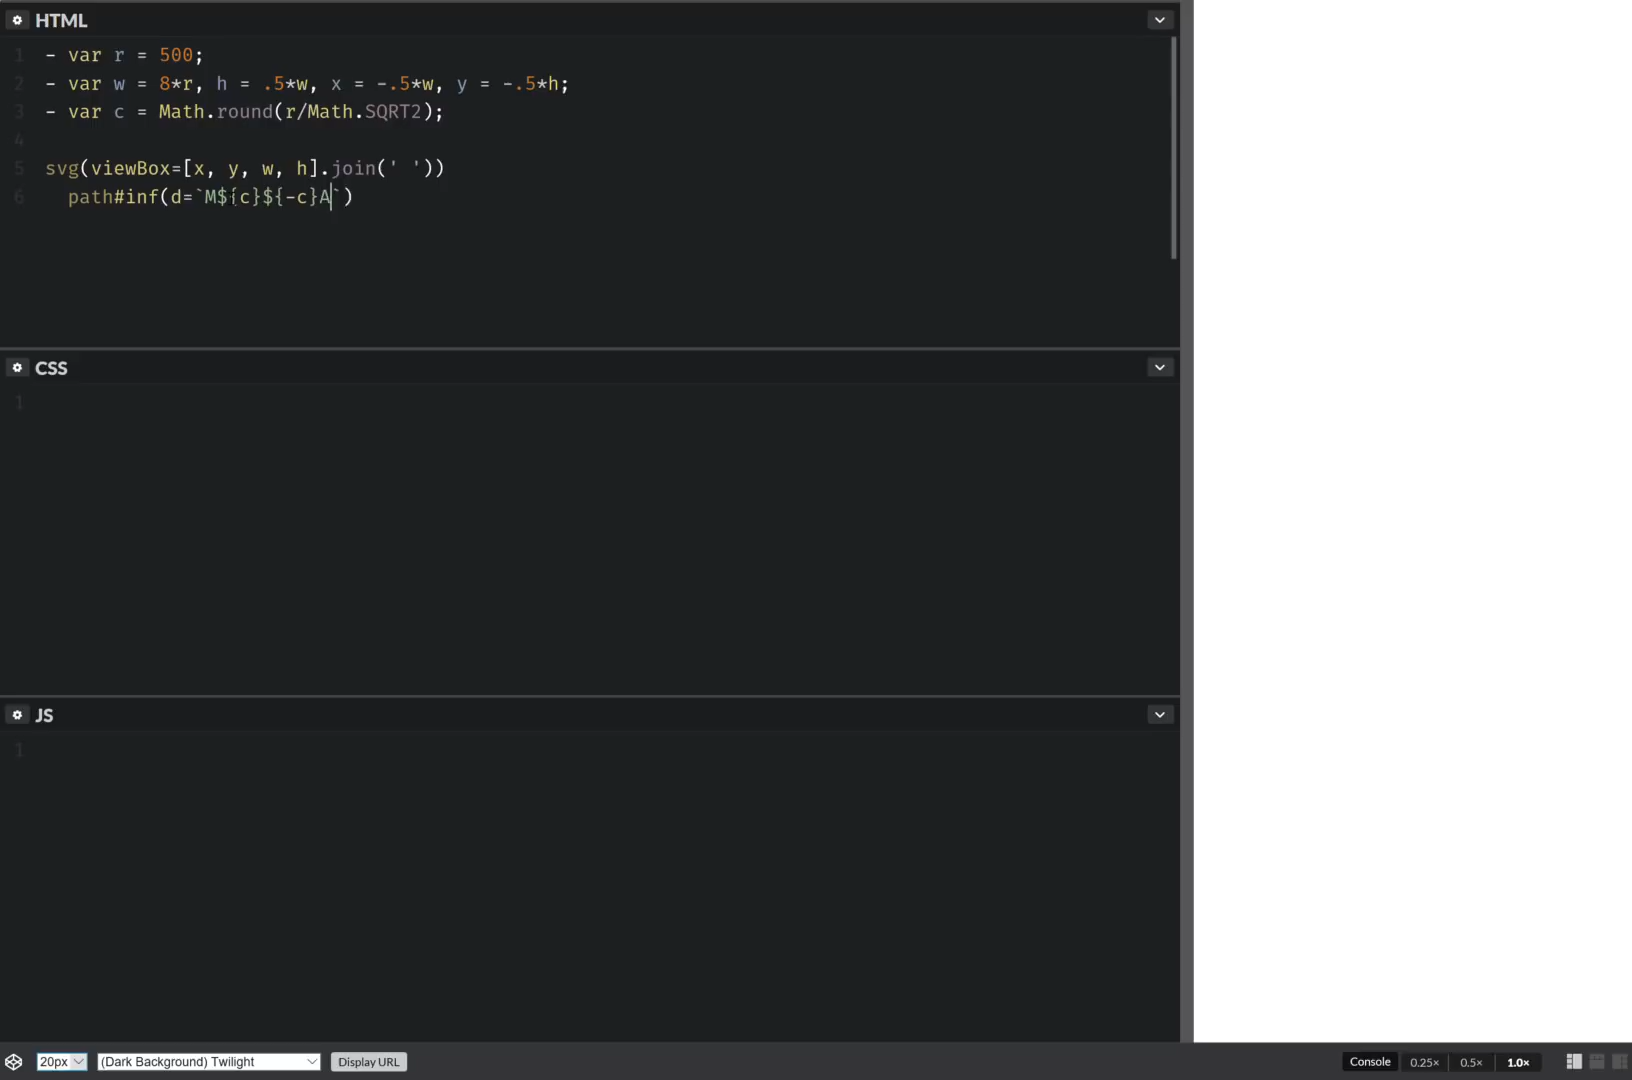 HTML
1 - var r = 500;
2 - var w = 8*r, h = .5*w, x = -.5*w, y = -.5*h;
3 - var c = Math.round(r/Math.SQRT2);
4
5 svg(viewBox=[x, y, w, h].join(' '))
6 path#inf(d=`M${c}${-c}A`)
CSS
1
JS
1
20px (Dark Background) Twilight Display URL Console 0.25× 0.5× 1.0×